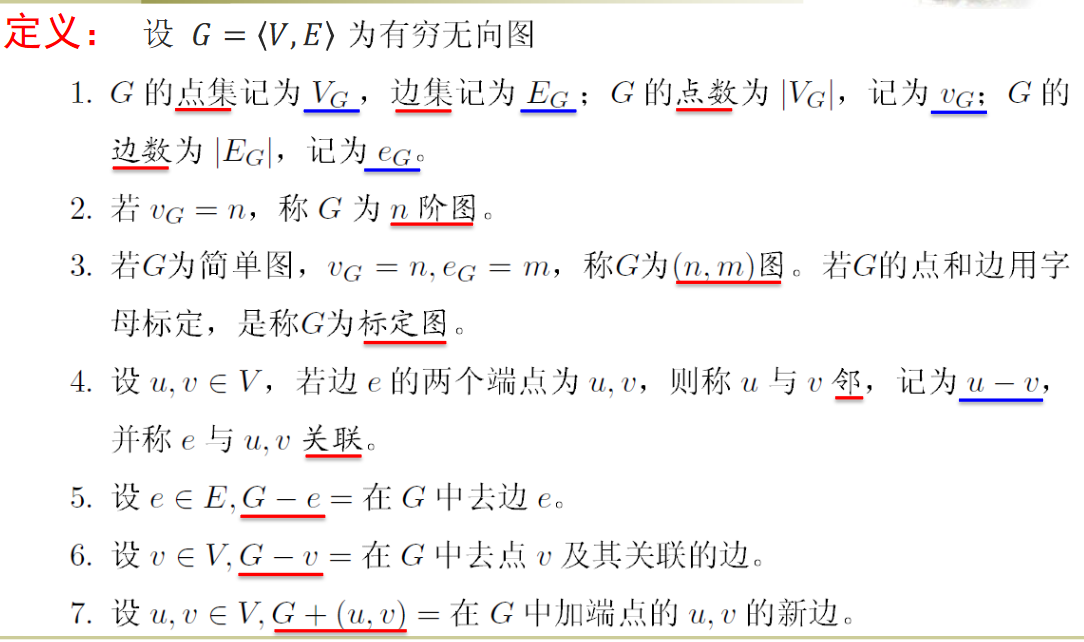 定义： 设 G = ⟨V, E⟩ 为有穷无向图
1. G 的点集记为 V_G ，边集记为 E_G ；G 的点数为 |V_G|，记为 v_G；G 的
边数为 |E_G|，记为 e_G。
2. 若 v_G = n，称 G 为 n 阶图。
3. 若G为简单图，v_G = n, e_G = m，称G为(n, m)图。若G的点和边用字
母标定，是称G为标定图。
4. 设 u, v ∈ V，若边 e 的两个端点为 u, v，则称 u 与 v 邻，记为 u − v，
并称 e 与 u, v 关联。
5. 设 e ∈ E, G − e = 在 G 中去边 e。
6. 设 v ∈ V, G − v = 在 G 中去点 v 及其关联的边。
7. 设 u, v ∈ V, G + (u, v) = 在 G 中加端点的 u, v 的新边。